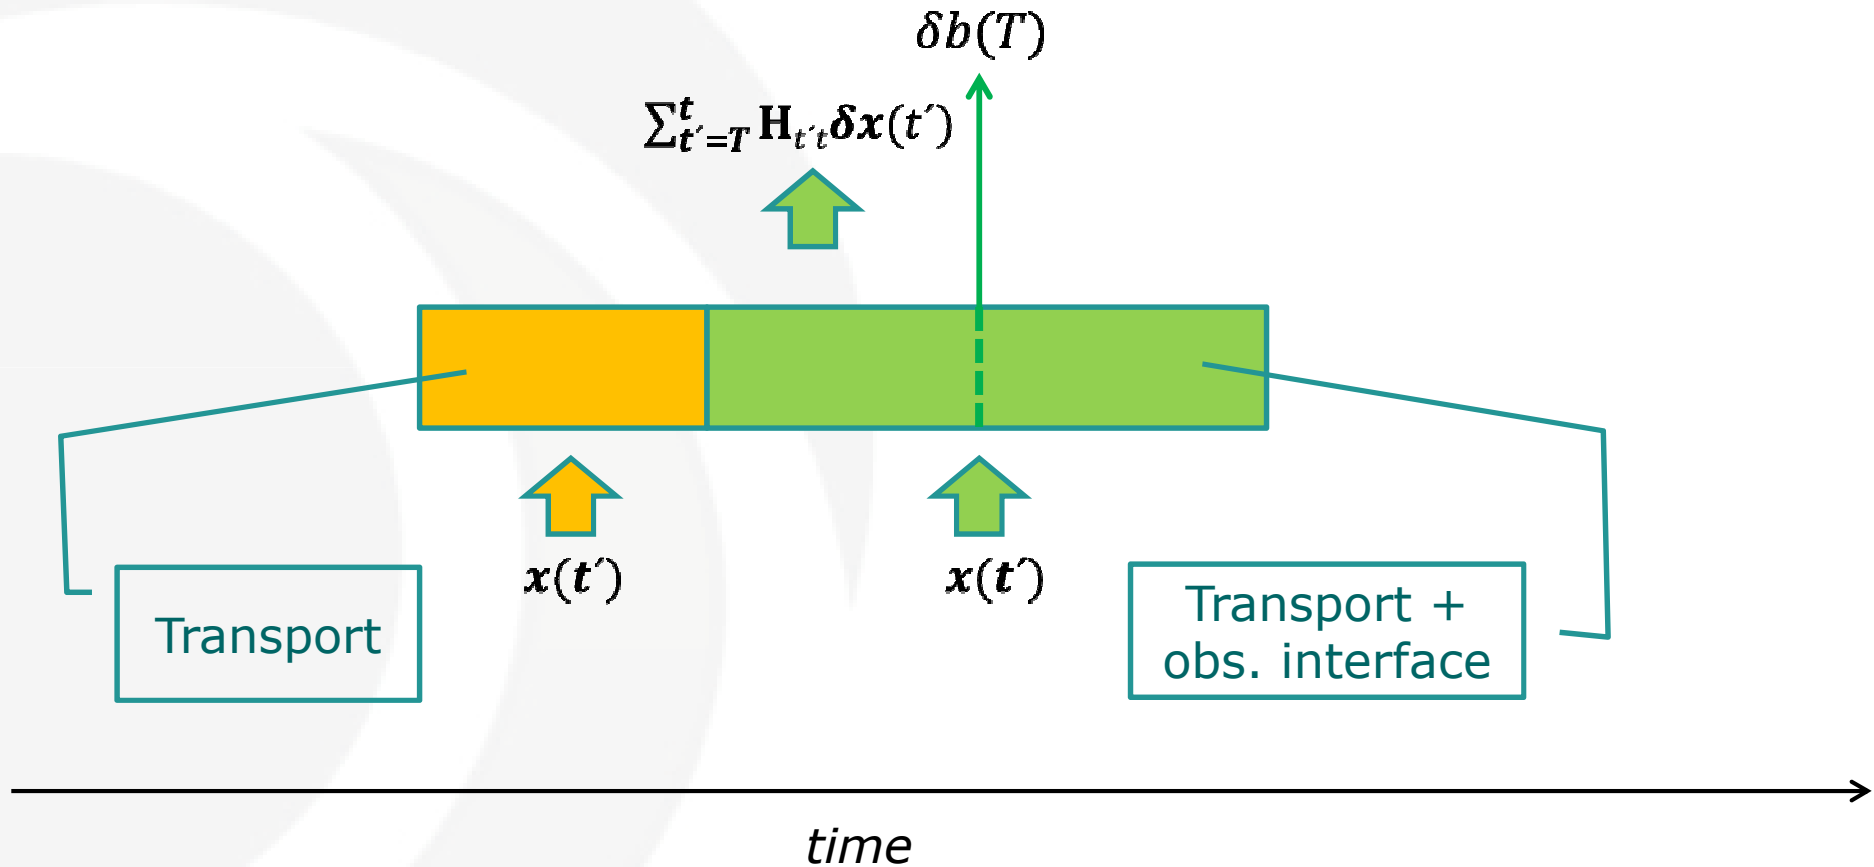 δb(T)
∑ᵗₜ′₌T Hₜ′ₜδx(t′)
x(t′)
x(t′)
Transport
Transport +
obs. interface
time